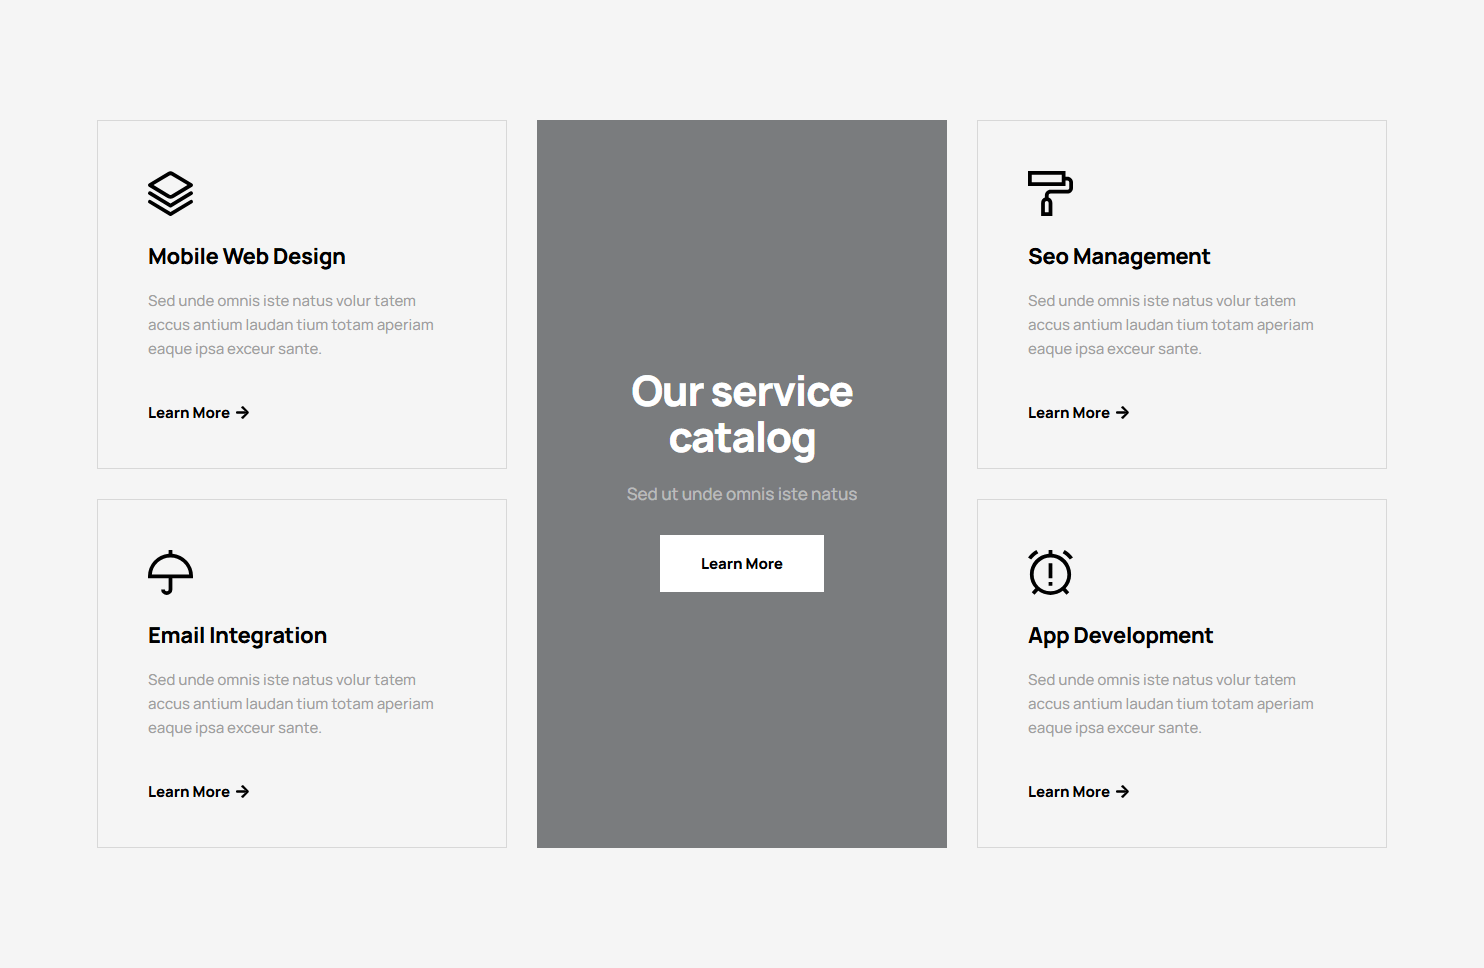 Mobile Web Design
Sed unde omnis iste natus volur tatem
accus antium laudan tium totam aperiam
eaque ipsa exceur sante.
Learn More
Email Integration
Sed unde omnis iste natus volur tatem
accus antium laudan tium totam aperiam
eaque ipsa exceur sante.
Learn More
Our service
catalog
Sed ut unde omnis iste natus
Learn More
Seo Management
Sed unde omnis iste natus volur tatem
accus antium laudan tium totam aperiam
eaque ipsa exceur sante.
Learn More
App Development
Sed unde omnis iste natus volur tatem
accus antium laudan tium totam aperiam
eaque ipsa exceur sante.
Learn More